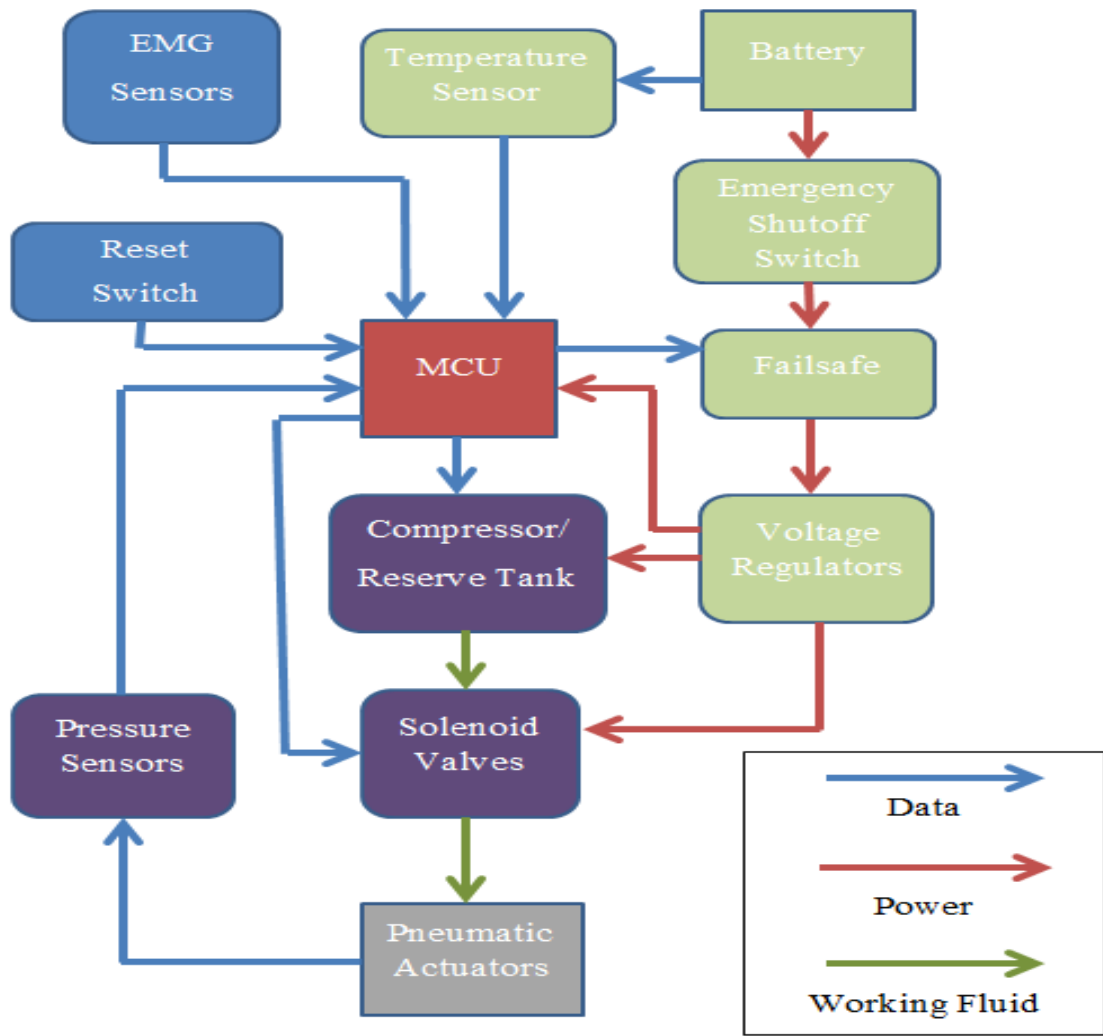 EMG
Sensors
Temperature
Sensor
Battery
Emergency
Shutoff
Switch
Reset
Switch
MCU
Failsafe
Compressor/
Reserve Tank
Voltage
Regulators
Pressure
Sensors
Solenoid
Valves
Pneumatic
Actuators
Data
Power
Working Fluid